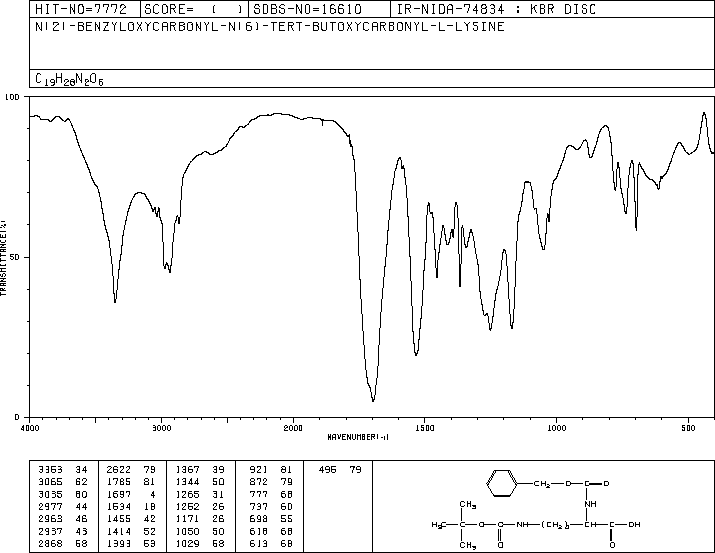 HIT-NO=7772 SCORE= ( ) SDBS-NO=16610 IR-NIDA-74834 : KBR DISC
N(2)-BENZYLOXYCARBONYL-N(6)-TERT-BUTOXYCARBONYL-L-LYSINE
C19H28N2O6
100
50
0
TRANSMITTANCE(%)
4000 3000 2000 1500 1000 500
WAVENUMBER(-1)
3363 34 2622 79 1367 39 921 81 495 79
3065 62 1785 81 1344 50 872 79
3035 60 1697 4 1265 31 777 68
2977 44 1534 18 1262 26 737 60
2963 46 1455 42 1171 26 698 55
2937 43 1414 52 1050 50 618 68
2868 58 1393 53 1029 58 613 68
CH2 O C O
NH
CH3
H3C C O C NH (CH2)4 CH C OH
CH3 O O